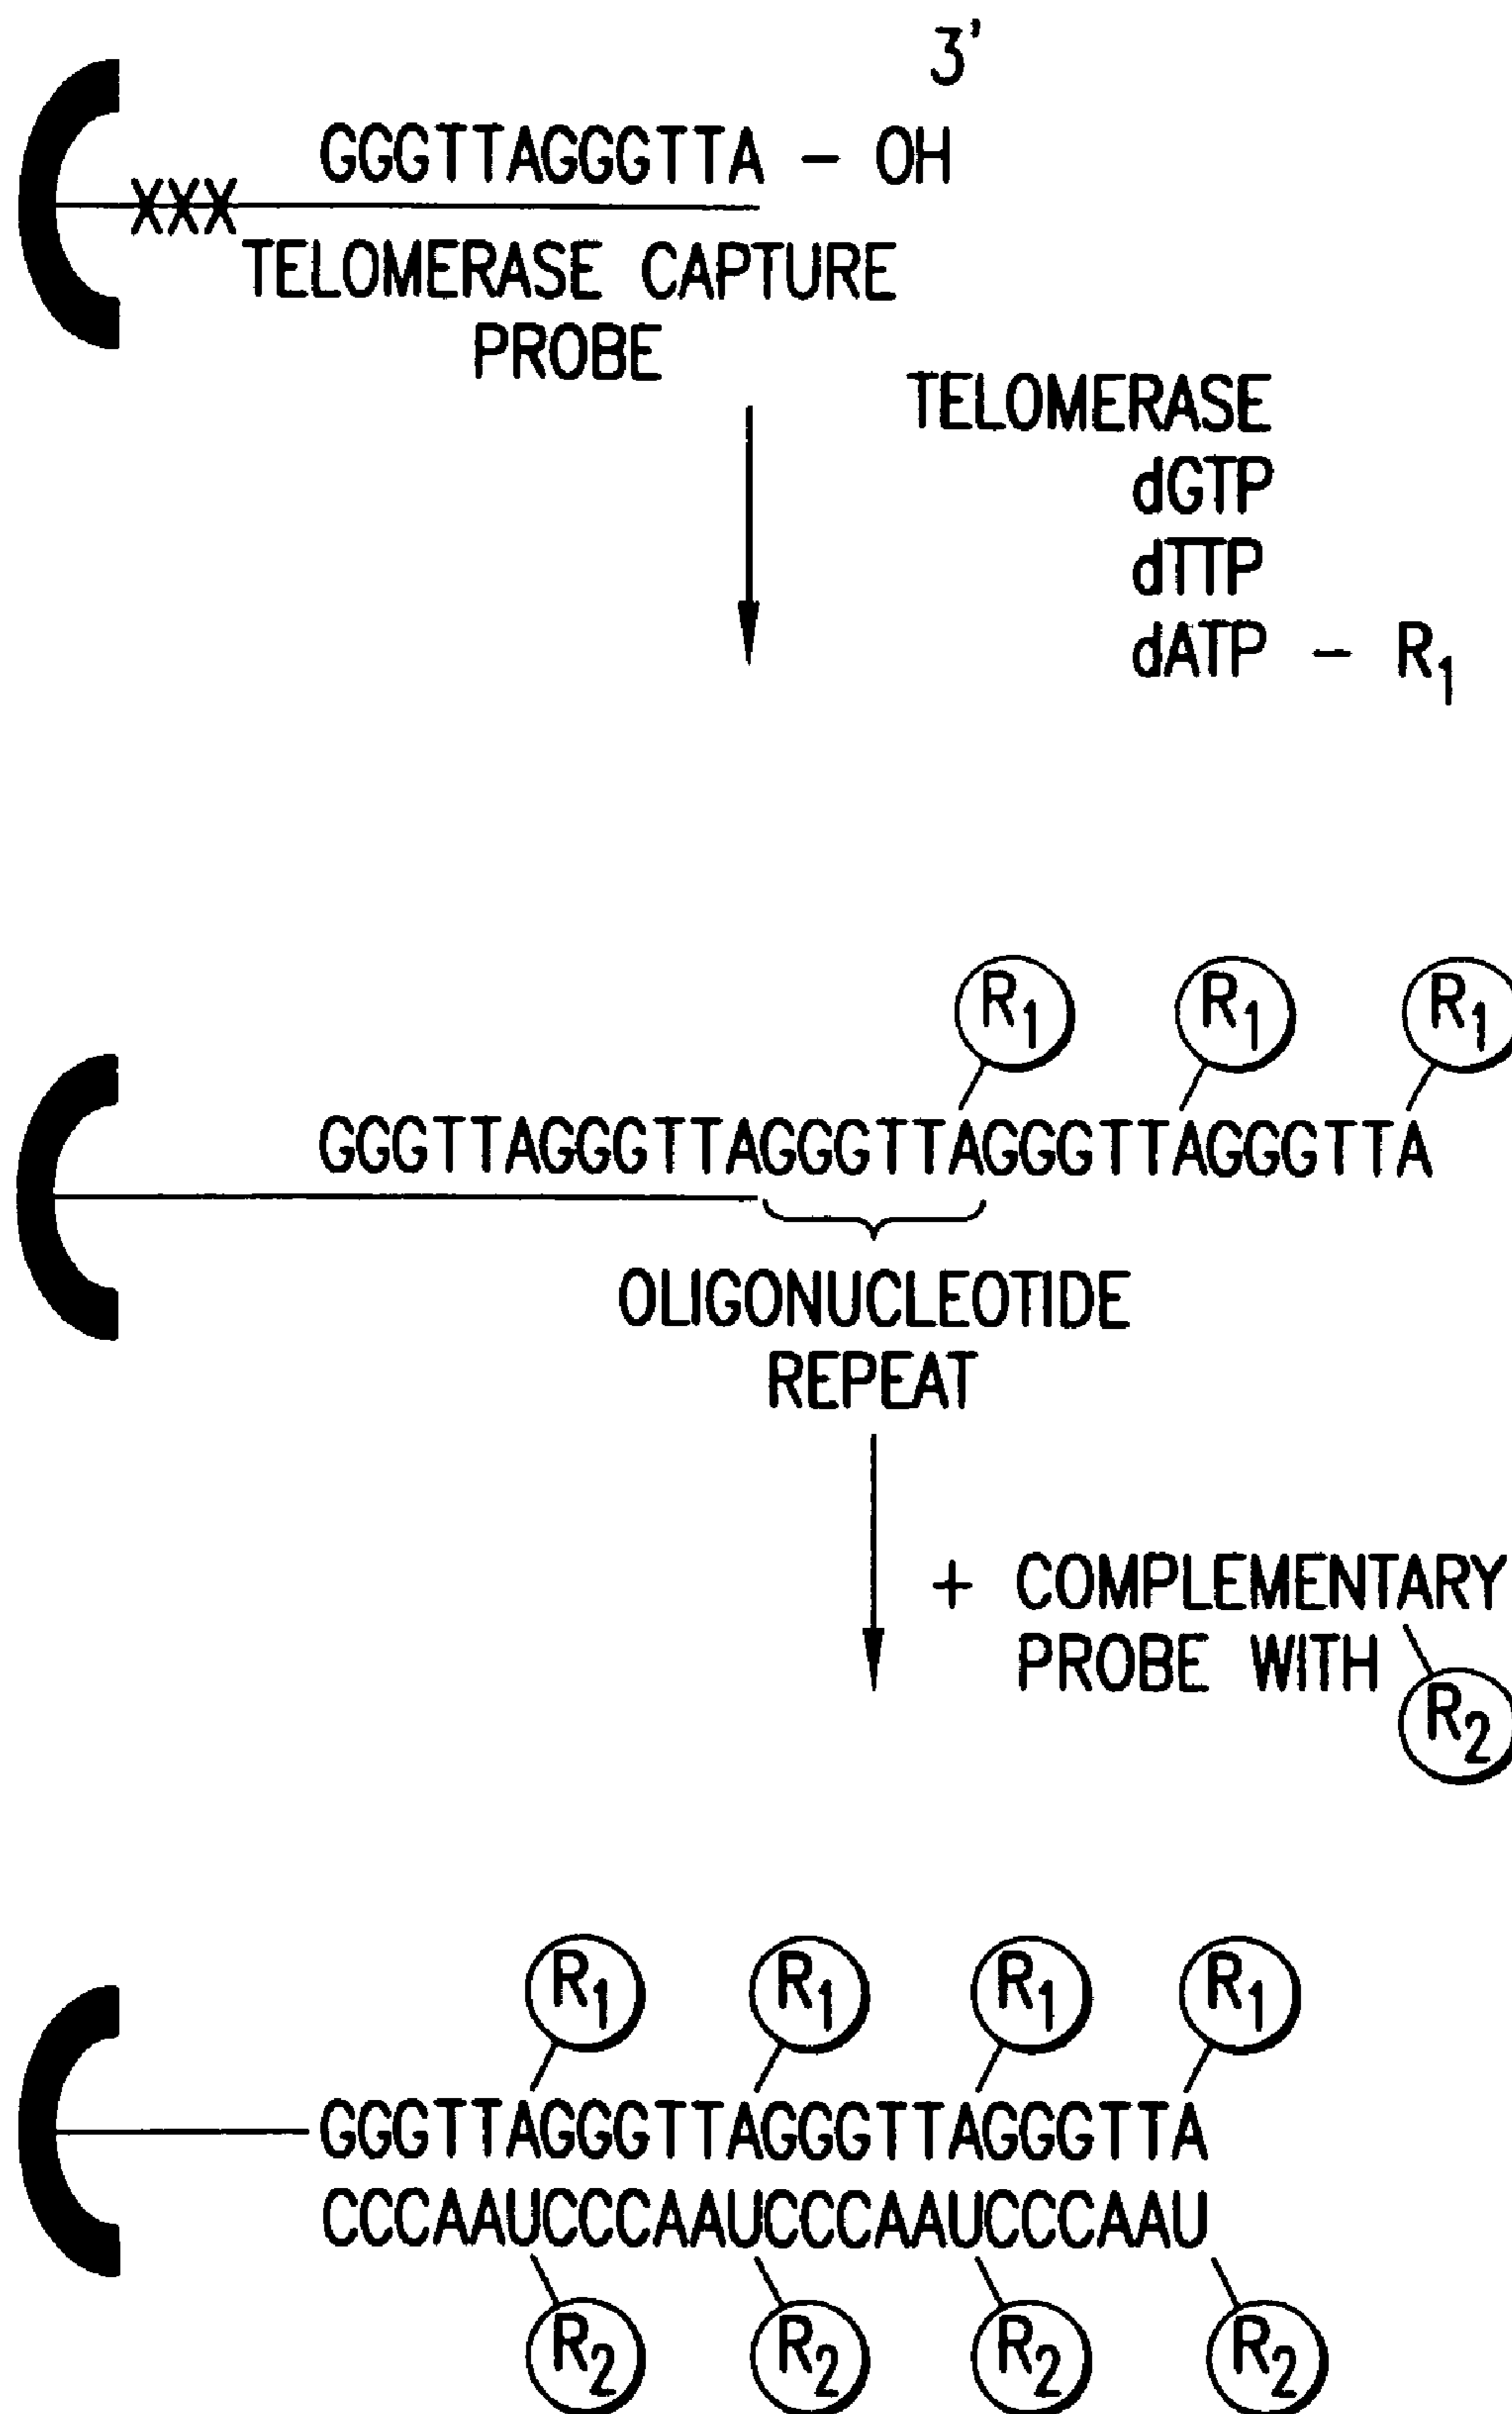 3'
GGGTTAGGGTTA – OH
XXX
TELOMERASE CAPTURE
PROBE
TELOMERASE
dGTP
dTTP
dATP – R1
R1 R1 R1
GGGTTAGGGTTAGGGTTAGGGTTAGGGTTA
OLIGONUCLEOTIDE
REPEAT
+ COMPLEMENTARY
PROBE WITH
R2
R1 R1 R1 R1
GGGTTAGGGTTAGGGTTAGGGTTA
CCCAAUCCCAAUCCCAAUCCCAAU
R2 R2 R2 R2